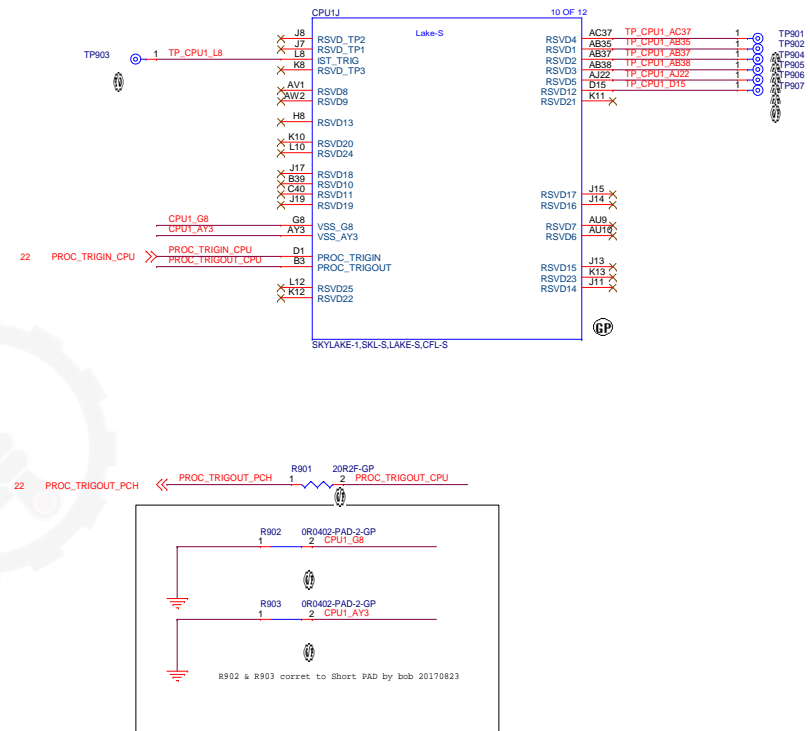 CPU1J 10 OF 12
Lake-S
TP903 1 TP_CPU1_L8
J8 RSVD_TP2
J7 RSVD_TP1
L8 IST_TRIG
K8 RSVD_TP3
AV1 RSVD8
AW2 RSVD9
H8 RSVD13
K10 RSVD20
L10 RSVD24
J17 RSVD18
B39 RSVD10
C40 RSVD11
J19 RSVD19
CPU1_G8 G8 VSS_G8
CPU1_AY3 AY3 VSS_AY3
22 PROC_TRIGIN_CPU PROC_TRIGIN_CPU D1 PROC_TRIGIN
PROC_TRIGOUT_CPU B3 PROC_TRIGOUT
L12 RSVD25
K12 RSVD22
RSVD4 AC37 TP_CPU1_AC37 1 TP901
RSVD1 AB35 TP_CPU1_AB35 1 TP902
RSVD2 AB37 TP_CPU1_AB37 1 TP904
RSVD3 AB38 TP_CPU1_AB38 1 TP905
RSVD5 AJ22 TP_CPU1_AJ22 1 TP906
RSVD12 D15 TP_CPU1_D15 1 TP907
RSVD21 K11
RSVD17 J15
RSVD16 J14
RSVD7 AU9
RSVD6 AU10
RSVD15 J13
RSVD23 K13
RSVD14 J11
GP
SKYLAKE-1,SKL-S,LAKE-S,CFL-S
R901 20R2F-GP
22 PROC_TRIGOUT_PCH PROC_TRIGOUT_PCH 1 2 PROC_TRIGOUT_CPU
R902 0R0402-PAD-2-GP
1 2 CPU1_G8
R903 0R0402-PAD-2-GP
1 2 CPU1_AY3
R902 & R903 corret to Short PAD by bob 20170823